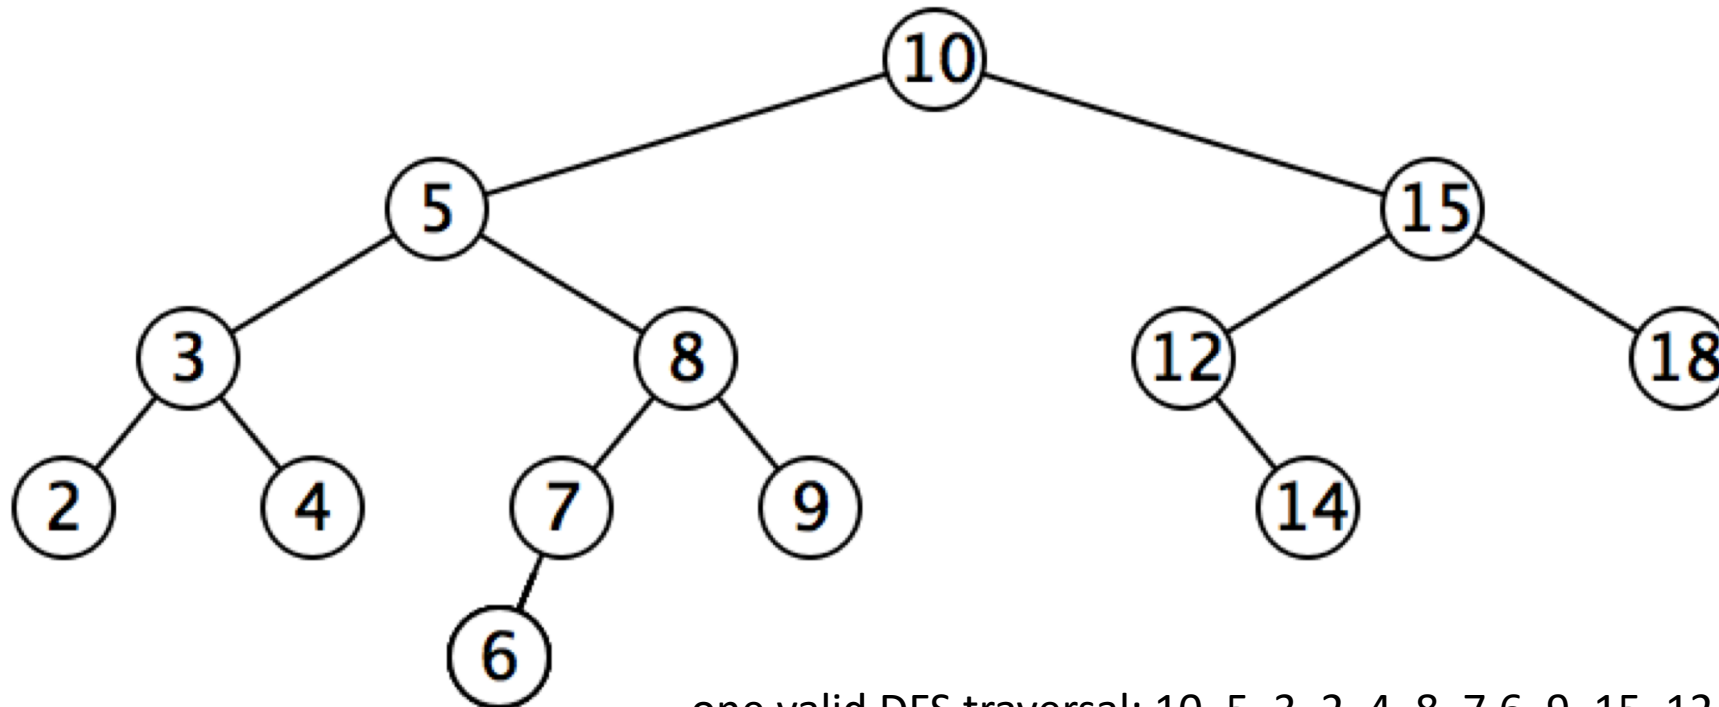 10
5 15
3 8 12 18
2 4 7 9 14
6
one valid DFS traversal: 10, 5, 3, 2, 4, 8, 7,6, 9, 15, 12